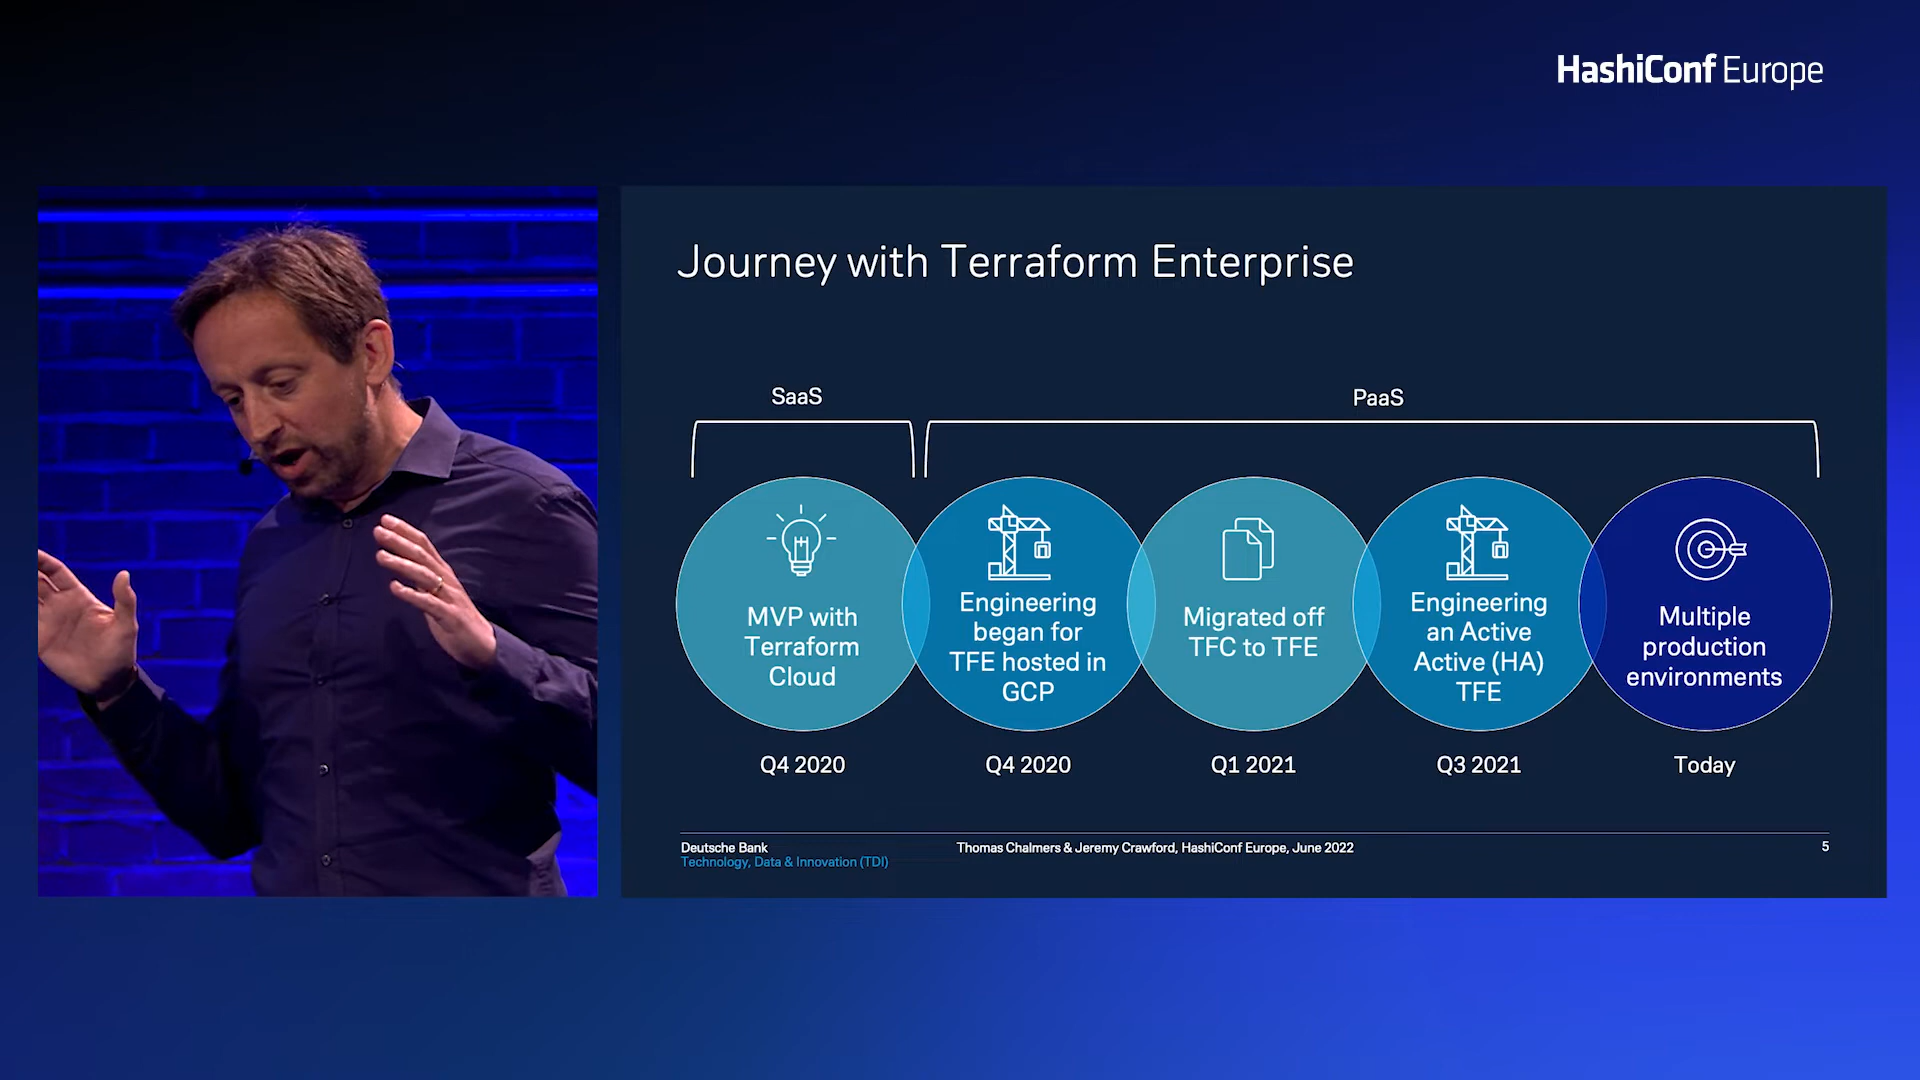 HashiConf Europe
Journey with Terraform Enterprise
SaaS
PaaS
MVP with
Terraform
Cloud
Engineering
began for
TFE hosted in
GCP
Migrated off
TFC to TFE
Engineering
an Active
Active (HA)
TFE
Multiple
production
environments
Q4 2020
Q4 2020
Q1 2021
Q3 2021
Today
Deutsche Bank
Technology, Data & Innovation (TDI)
Thomas Chalmers & Jeremy Crawford, HashiConf Europe, June 2022
5